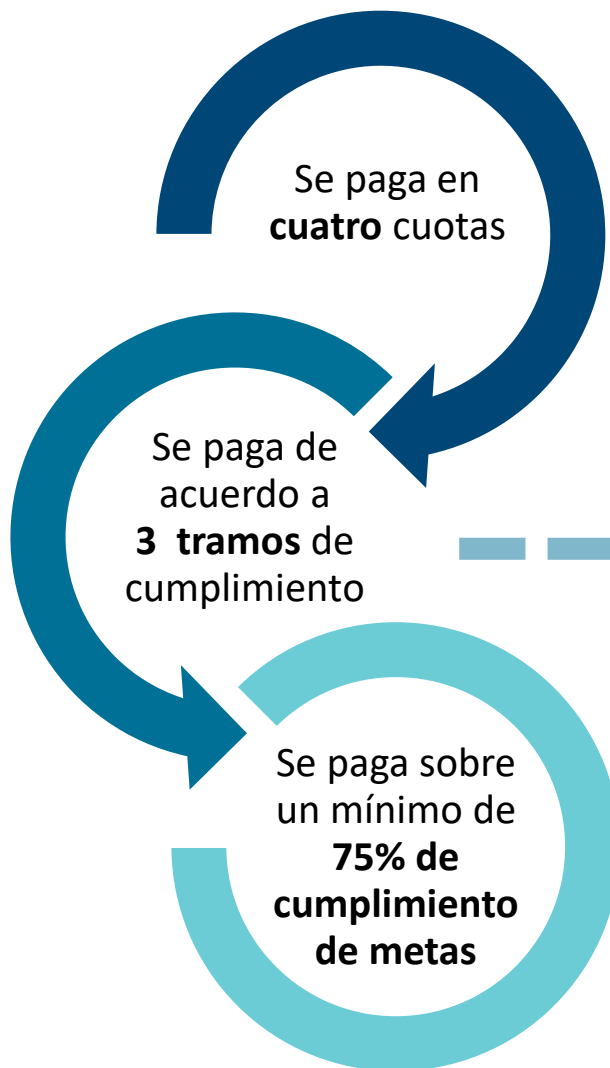 Se paga en
cuatro cuotas
Se paga de
acuerdo a
3 tramos de
cumplimiento
Se paga sobre
un mínimo de
75% de
cumplimiento
de metas